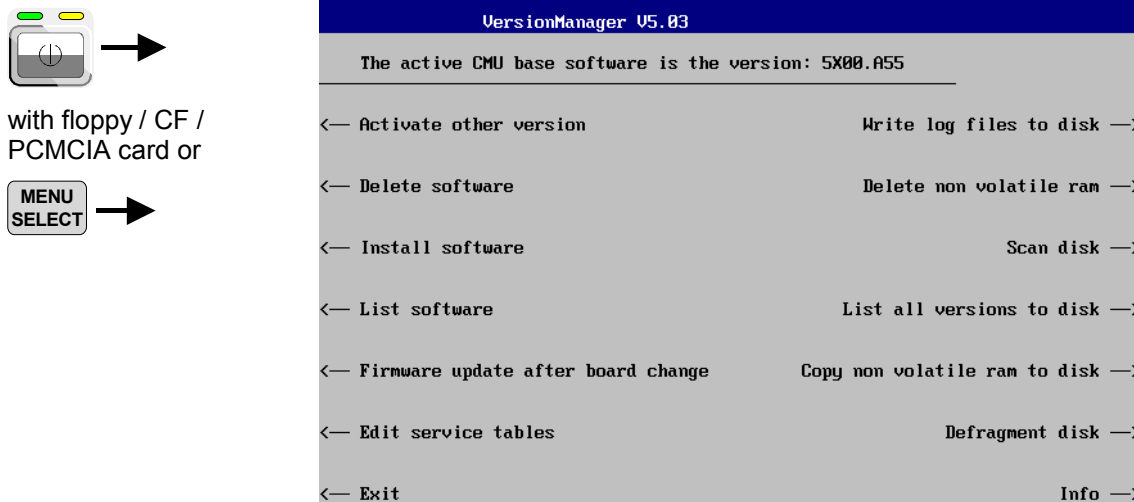 with floppy / CF /
PCMCIA card or
MENU
SELECT
VersionManager V5.03
The active CMU base software is the version: 5X00.A55
<— Activate other version
Write log files to disk —>
<— Delete software
Delete non volatile ram —>
<— Install software
Scan disk —>
<— List software
List all versions to disk —>
<— Firmware update after board change
Copy non volatile ram to disk —>
<— Edit service tables
Defragment disk —>
<— Exit
Info —>